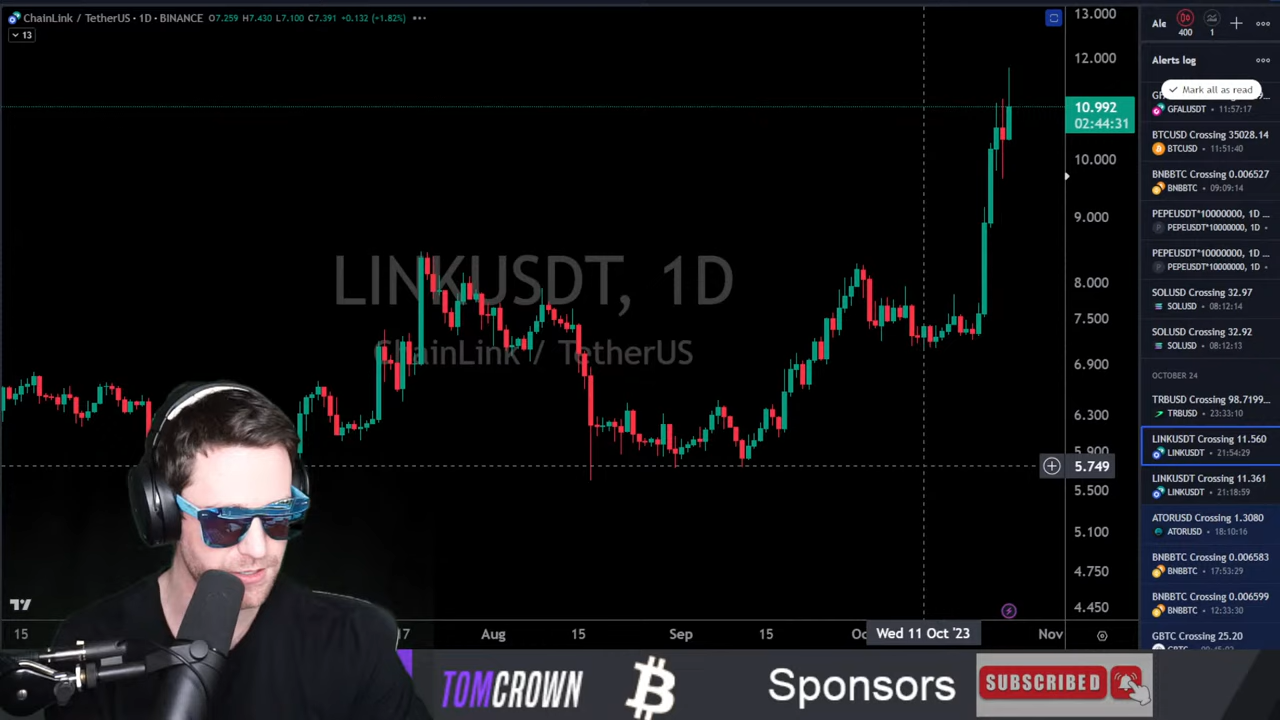 ChainLink / TetherUS · 1D · BINANCE O7.259 H7.430 L7.100 C7.391 +0.132 (+1.82%) •••
13
LINKUSDT, 1D
ChainLink / TetherUS
13.000
12.000
10.992
02:44:31
10.000
9.000
8.000
7.500
6.900
6.300
5.749
5.500
5.100
4.750
4.450
15
17
Aug
15
Sep
15
Wed 11 Oct '23
Nov
Ale
400
1
Alerts log
Mark all as read
GFALUSDT • 11:57:17
BTCUSD Crossing 35028.14
BTCUSD • 11:51:40
BNBBTC Crossing 0.006527
BNBBTC • 09:09:14
PEPEUSDT*10000000, 1D ...
PEPEUSDT*10000000, 1D •
PEPEUSDT*10000000, 1D ...
PEPEUSDT*10000000, 1D •
SOLUSD Crossing 32.97
SOLUSD • 08:12:14
SOLUSD Crossing 32.92
SOLUSD • 08:12:13
OCTOBER 24
TRBUSD Crossing 98.7199...
TRBUSD • 23:33:10
LINKUSDT Crossing 11.560
LINKUSDT • 21:54:29
LINKUSDT Crossing 11.361
LINKUSDT • 21:18:59
ATORUSD Crossing 1.3080
ATORUSD • 18:10:16
BNBBTC Crossing 0.006583
BNBBTC • 17:53:29
BNBBTC Crossing 0.006599
BNBBTC • 12:33:30
GBTC Crossing 25.20
TOMCROWN
Sponsors
SUBSCRIBED